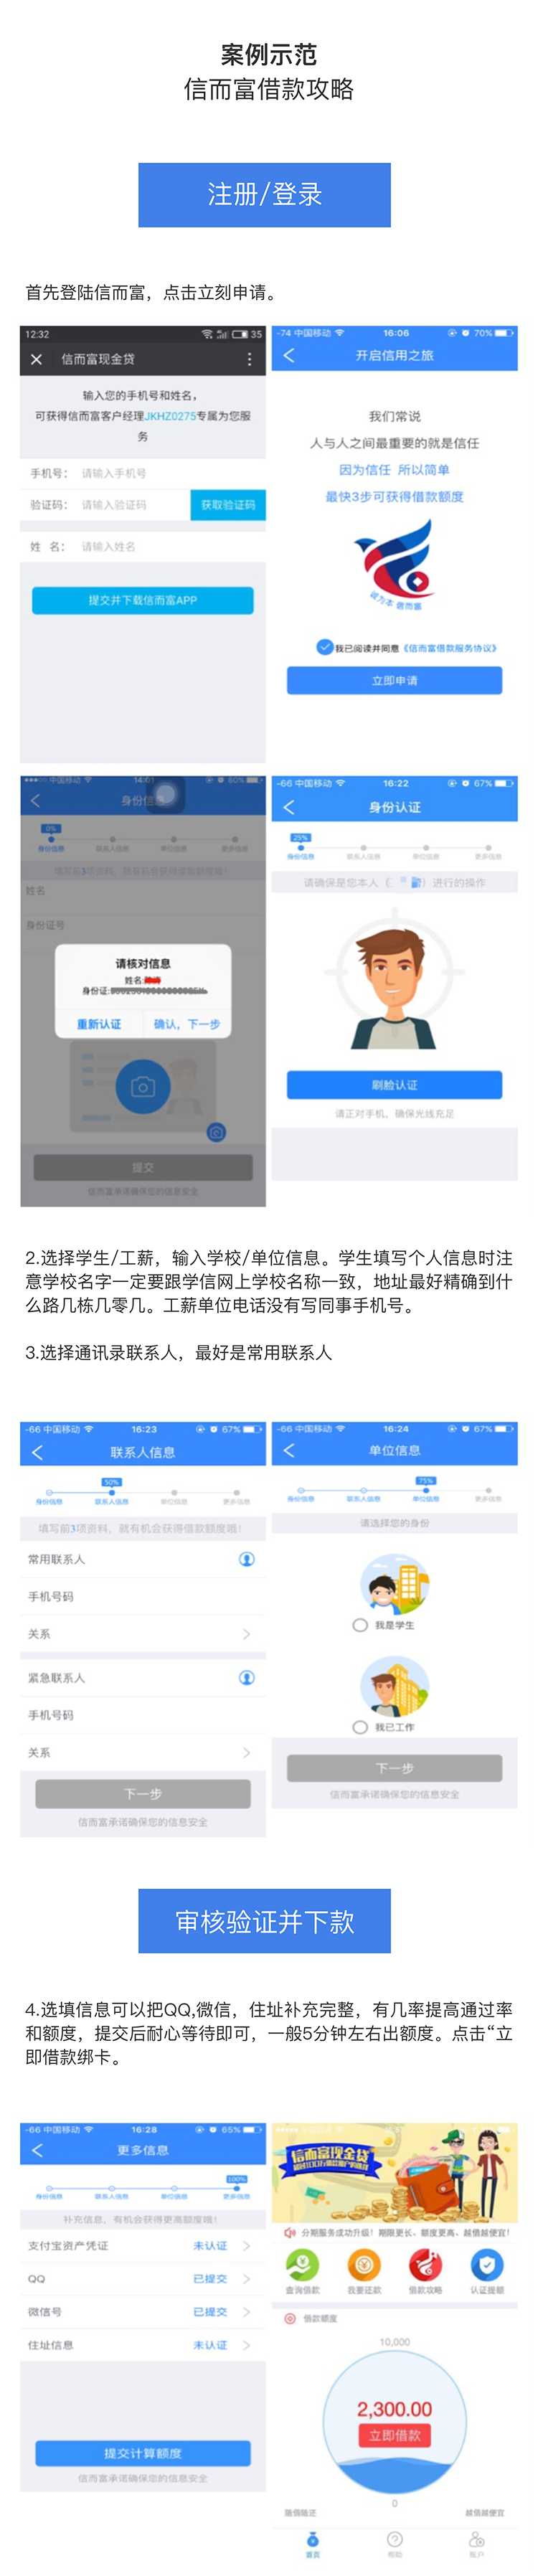 案例示范
信而富借款攻略
注册/登录
首先登陆信而富，点击立刻申请。
12:32
35
信而富现金贷
输入您的手机号和姓名，
可获得信而富客户经理JKHZ0275专属为您服
务
手机号： 请输入手机号
验证码： 请输入验证码 获取验证码
姓 名： 请输入姓名
提交并下载信而富APP
-74 中国移动 16:06 70%
开启信用之旅
我们常说
人与人之间最重要的就是信任
因为信任 所以简单
最快3步可获得借款额度
诚为本 信而富
我已阅读并同意《信而富借款服务协议》
立即申请
中国移动 14:01 80%
身份信息
0%
身份信息 联系人信息 单位信息 更多信息
填写前3项资料，就有机会获得借款额度哦！
姓名
身份证号
请核对信息
姓名:
身份证:
重新认证 确认，下一步
提交
信而富承诺确保您的信息安全
-66 中国移动 16:22 67%
身份认证
25%
身份信息 联系人信息 单位信息 更多信息
请确保是您本人（ ）进行的操作
刷脸认证
请正对手机，确保光线充足
2.选择学生/工薪，输入学校/单位信息。学生填写个人信息时注
意学校名字一定要跟学信网上学校名称一致，地址最好精确到什
么路几栋几零几。工薪单位电话没有写同事手机号。
3.选择通讯录联系人，最好是常用联系人
-66 中国移动 16:23 67%
联系人信息
50%
身份信息 联系人信息 单位信息 更多信息
填写前3项资料，就有机会获得借款额度哦！
常用联系人
手机号码
关系
紧急联系人
手机号码
关系
下一步
信而富承诺确保您的信息安全
-66 中国移动 16:24 67%
单位信息
75%
身份信息 联系人信息 单位信息 更多信息
请选择您的身份
我是学生
我已工作
下一步
信而富承诺确保您的信息安全
审核验证并下款
4.选填信息可以把QQ,微信，住址补充完整，有几率提高通过率
和额度，提交后耐心等待即可，一般5分钟左右出额度。点击“立
即借款绑卡。
-66 中国移动 16:28 65%
更多信息
100%
身份信息 联系人信息 单位信息 更多信息
补充信息，有机会获得更高额度哦！
支付宝资产凭证 未认证
QQ 已提交
微信号 已提交
住址信息 未认证
提交计算额度
信而富承诺确保您的信息安全
信而富现金贷
分期服务成功升级！期限更长、额度更高、越借越便宜！
查询借款 我要还款 借款攻略 认证提额
借款额度
10,000
2,300.00
立即借款
0
随借随还 越借越便宜
首页 帮助 账户